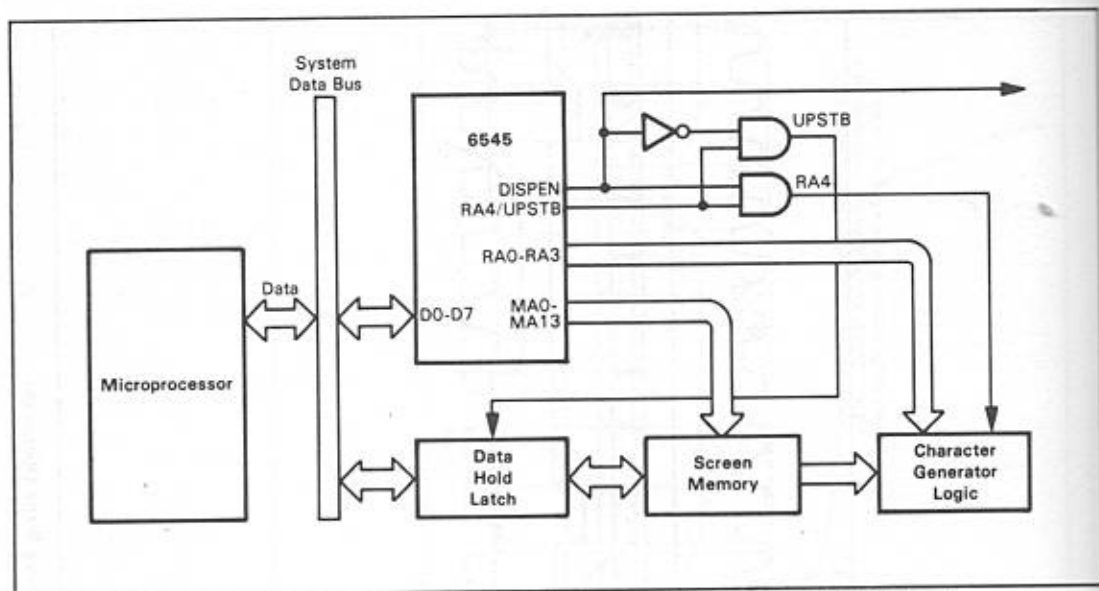 System
Data Bus
6545
UPSTB
DISPEN
RA4
RA4/UPSTB
RA0-RA3
Data
D0-D7
MA0-
MA13
Microprocessor
Data
Hold
Latch
Screen
Memory
Character
Generator
Logic